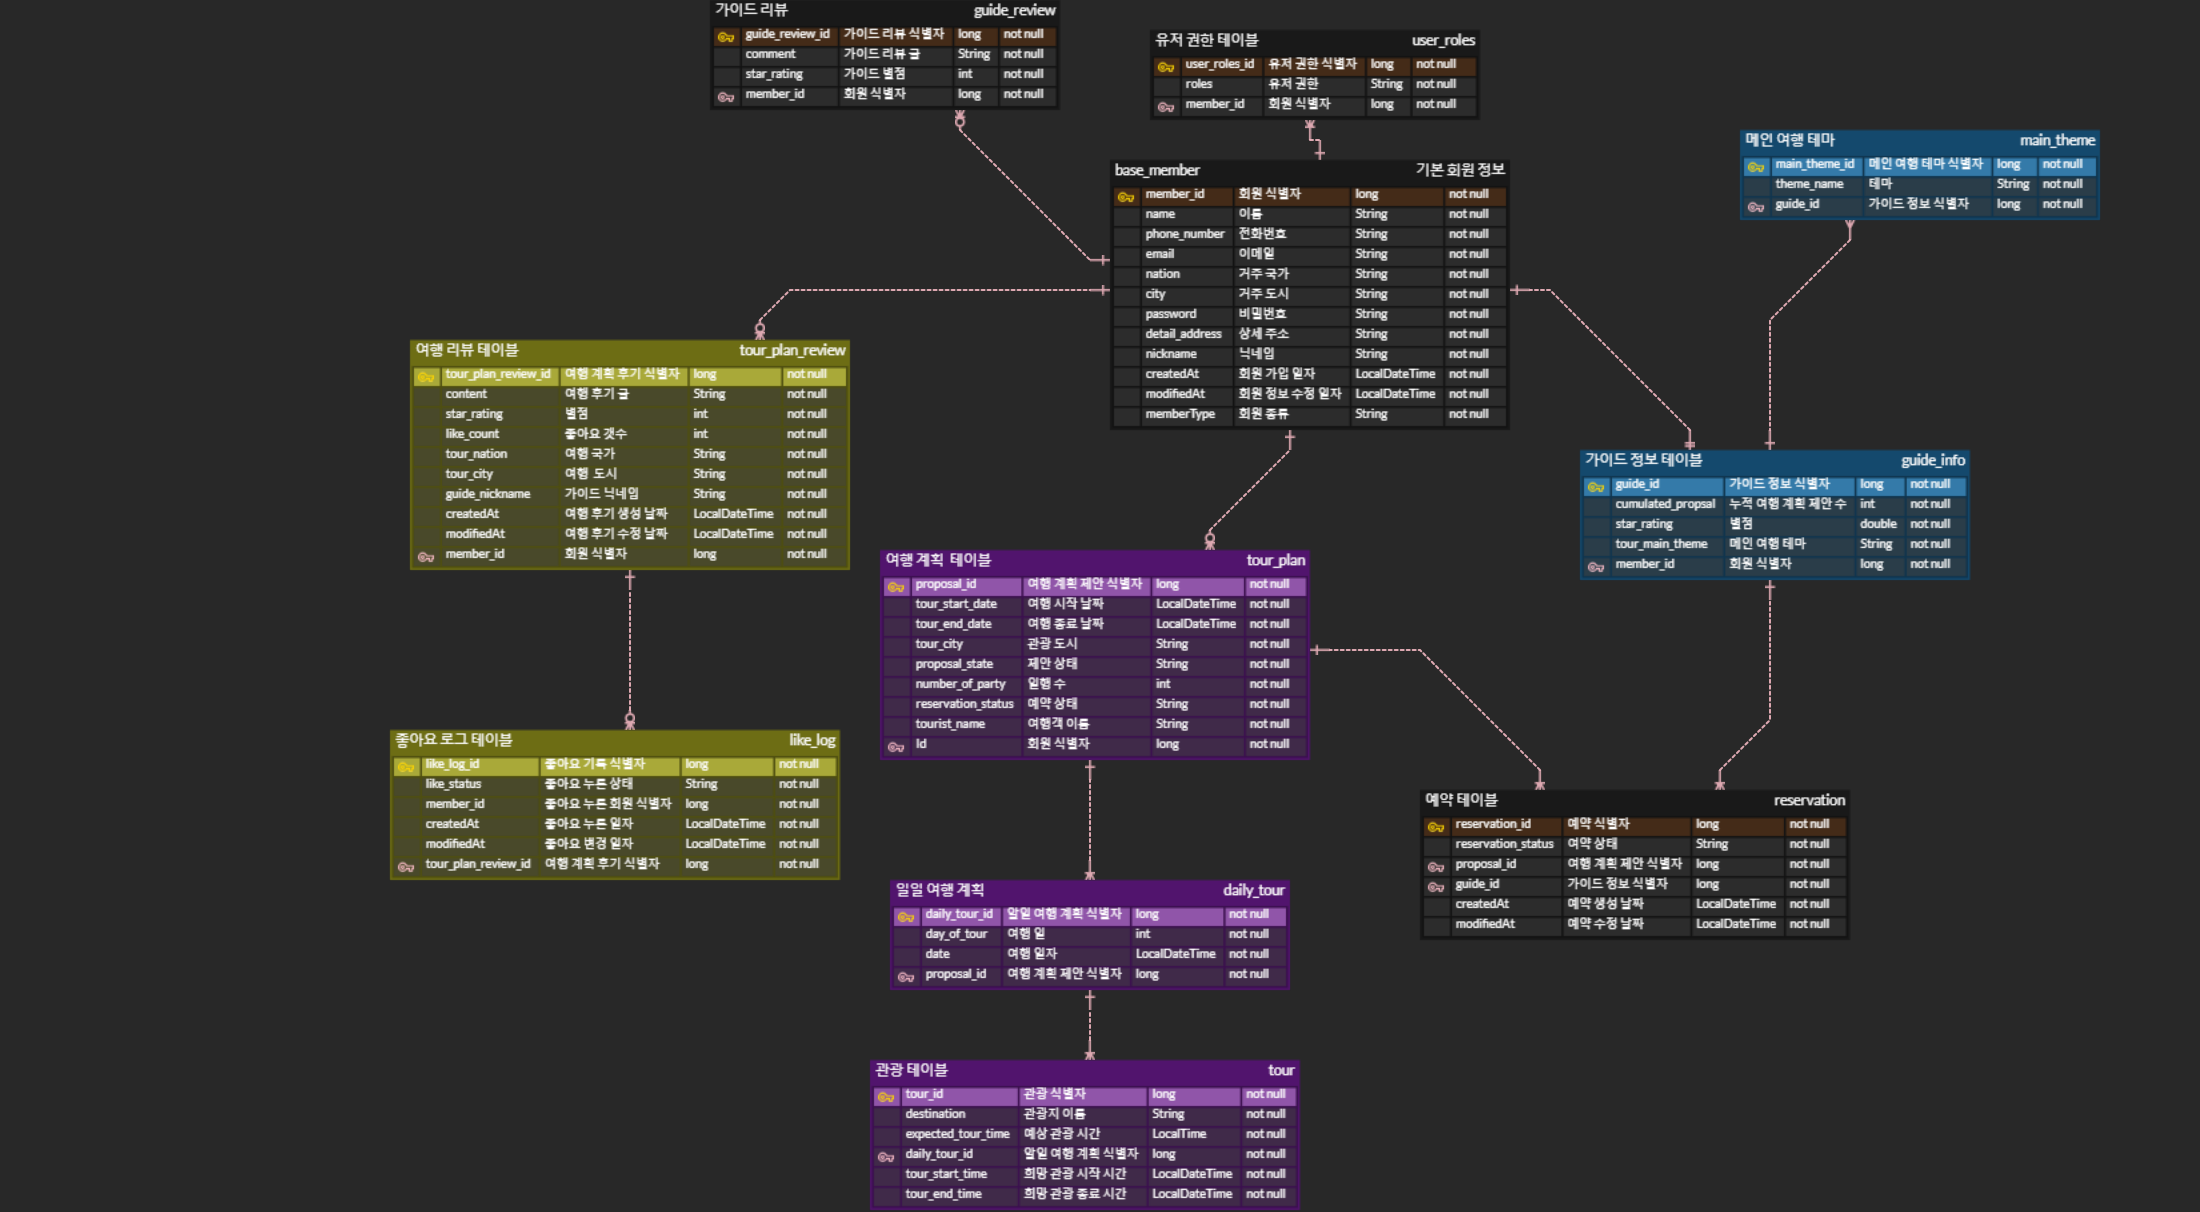 가이드 리뷰 guide_review
guide_review_id 가이드 리뷰 식별자 long not null
comment 가이드 리뷰 글 String not null
star_rating 가이드 별점 int not null
member_id 회원 식별자 long not null
유저 권한 테이블 user_roles
user_roles_id 유저 권한 식별자 long not null
roles 유저 권한 String not null
member_id 회원 식별자 long not null
메인 여행 테마 main_theme
main_theme_id 메인 여행 테마 식별자 long not null
theme_name 테마 String not null
guide_id 가이드 정보 식별자 long not null
base_member 기본 회원 정보
member_id 회원 식별자 long not null
name 이름 String not null
phone_number 전화번호 String not null
email 이메일 String not null
nation 거주 국가 String not null
city 거주 도시 String not null
password 비밀번호 String not null
detail_address 상세 주소 String not null
nickname 닉네임 String not null
createdAt 회원 가입 일자 LocalDateTime not null
modifiedAt 회원 정보 수정 일자 LocalDateTime not null
memberType 회원 종류 String not null
여행 리뷰 테이블 tour_plan_review
tour_plan_review_id 여행 계획 후기 식별자 long not null
content 여행 후기 글 String not null
star_rating 별점 int not null
like_count 좋아요 갯수 int not null
tour_nation 여행 국가 String not null
tour_city 여행 도시 String not null
guide_nickname 가이드 닉네임 String not null
createdAt 여행 후기 생성 날짜 LocalDateTime not null
modifiedAt 여행 후기 수정 날짜 LocalDateTime not null
member_id 회원 식별자 long not null
가이드 정보 테이블 guide_info
guide_id 가이드 정보 식별자 long not null
cumulated_propsal 누적 여행 계획 제안 수 int not null
star_rating 별점 double not null
tour_main_theme 메인 여행 테마 String not null
member_id 회원 식별자 long not null
여행 계획 테이블 tour_plan
proposal_id 여행 계획 제안 식별자 long not null
tour_start_date 여행 시작 날짜 LocalDateTime not null
tour_end_date 여행 종료 날짜 LocalDateTime not null
tour_city 관광 도시 String not null
proposal_state 제안 상태 String not null
number_of_party 일행 수 int not null
reservation_status 예약 상태 String not null
tourist_name 여행객 이름 String not null
Id 회원 식별자 long not null
좋아요 로그 테이블 like_log
like_log_id 좋아요 기록 식별자 long not null
like_status 좋아요 누른 상태 String not null
member_id 좋아요 누른 회원 식별자 long not null
createdAt 좋아요 누른 일자 LocalDateTime not null
modifiedAt 좋아요 변경 일자 LocalDateTime not null
tour_plan_review_id 여행 계획 후기 식별자 long not null
예약 테이블 reservation
reservation_id 예약 식별자 long not null
reservation_status 여약 상태 String not null
proposal_id 여행 계획 제안 식별자 long not null
guide_id 가이드 정보 식별자 long not null
createdAt 예약 생성 날짜 LocalDateTime not null
modifiedAt 예약 수정 날짜 LocalDateTime not null
일일 여행 계획 daily_tour
daily_tour_id 알일 여행 계획 식별자 long not null
day_of_tour 여행 일 int not null
date 여행 일자 LocalDateTime not null
proposal_id 여행 계획 제안 식별자 long not null
관광 테이블 tour
tour_id 관광 식별자 long not null
destination 관광지 이름 String not null
expected_tour_time 예상 관광 시간 LocalTime not null
daily_tour_id 알일 여행 계획 식별자 long not null
tour_start_time 희망 관광 시작 시간 LocalDateTime not null
tour_end_time 희망 관광 종료 시간 LocalDateTime not null